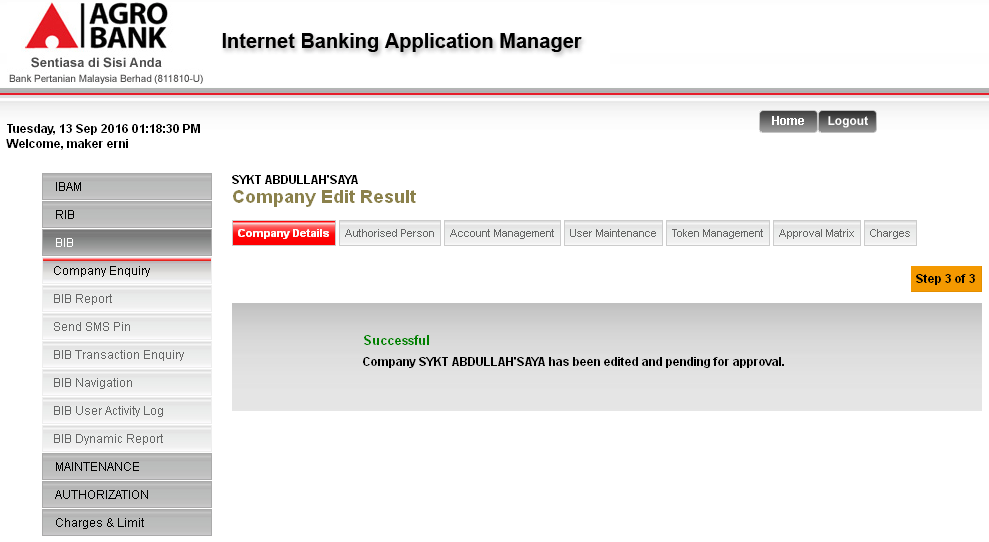 AGRO
BANK
Sentiasa di Sisi Anda
Bank Pertanian Malaysia Berhad (811810-U)
Internet Banking Application Manager
Tuesday, 13 Sep 2016 01:18:30 PM
Welcome, maker erni
Home
Logout
IBAM
RIB
BIB
Company Enquiry
BIB Report
Send SMS Pin
BIB Transaction Enquiry
BIB Navigation
BIB User Activity Log
BIB Dynamic Report
MAINTENANCE
AUTHORIZATION
Charges & Limit
SYKT ABDULLAH'SAYA
Company Edit Result
Company Details
Authorised Person
Account Management
User Maintenance
Token Management
Approval Matrix
Charges
Step 3 of 3
Successful
Company SYKT ABDULLAH'SAYA has been edited and pending for approval.